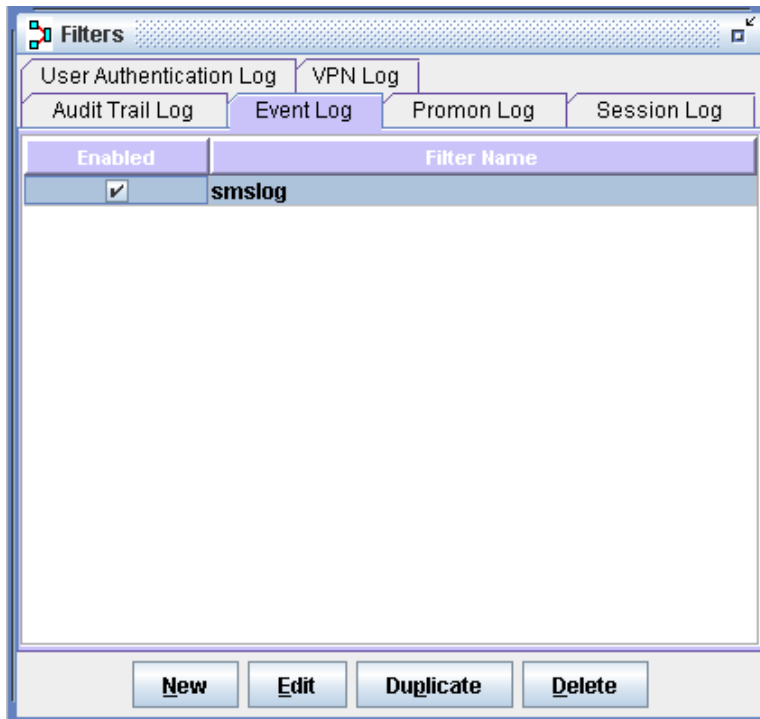 Filters
User Authentication Log VPN Log
Audit Trail Log Event Log Promon Log Session Log
Enabled Filter Name
smslog
New Edit Duplicate Delete